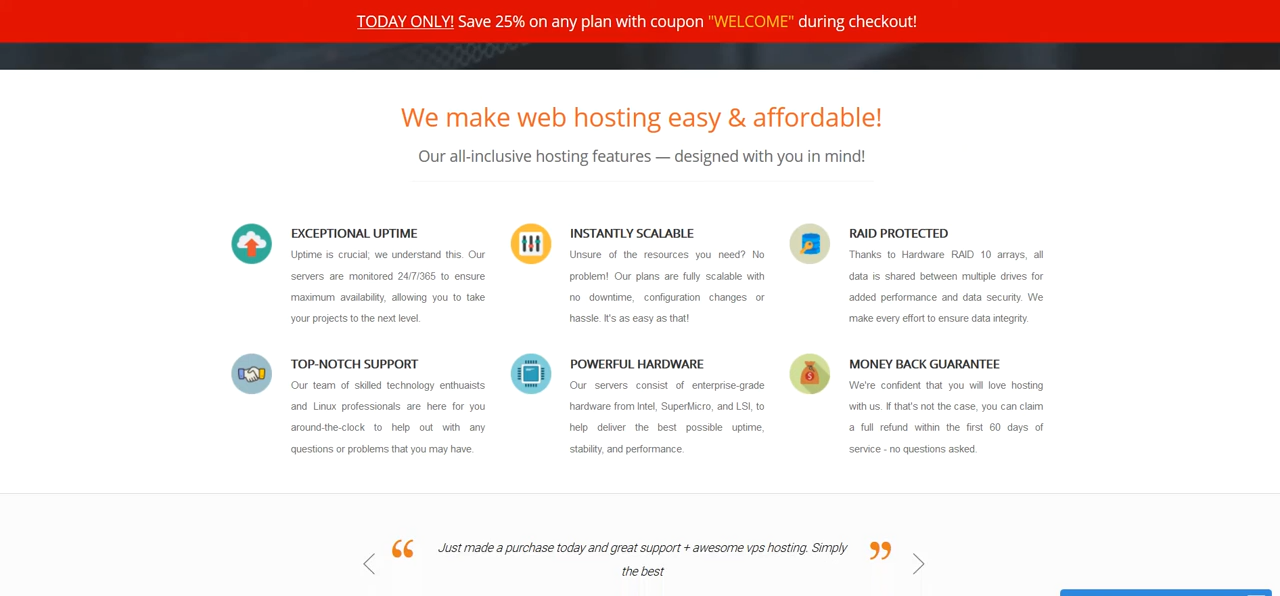 TODAY ONLY! Save 25% on any plan with coupon "WELCOME" during checkout!
We make web hosting easy & affordable!
Our all-inclusive hosting features — designed with you in mind!
EXCEPTIONAL UPTIME
Uptime is crucial; we understand this. Our
servers are monitored 24/7/365 to ensure
maximum availability, allowing you to take
your projects to the next level.
INSTANTLY SCALABLE
Unsure of the resources you need? No
problem! Our plans are fully scalable with
no downtime, configuration changes or
hassle. It's as easy as that!
RAID PROTECTED
Thanks to Hardware RAID 10 arrays, all
data is shared between multiple drives for
added performance and data security. We
make every effort to ensure data integrity.
TOP-NOTCH SUPPORT
Our team of skilled technology enthuaists
and Linux professionals are here for you
around-the-clock to help out with any
questions or problems that you may have.
POWERFUL HARDWARE
Our servers consist of enterprise-grade
hardware from Intel, SuperMicro, and LSI, to
help deliver the best possible uptime,
stability, and performance.
MONEY BACK GUARANTEE
We're confident that you will love hosting
with us. If that's not the case, you can claim
a full refund within the first 60 days of
service - no questions asked.
“ Just made a purchase today and great support + awesome vps hosting. Simply ”
the best